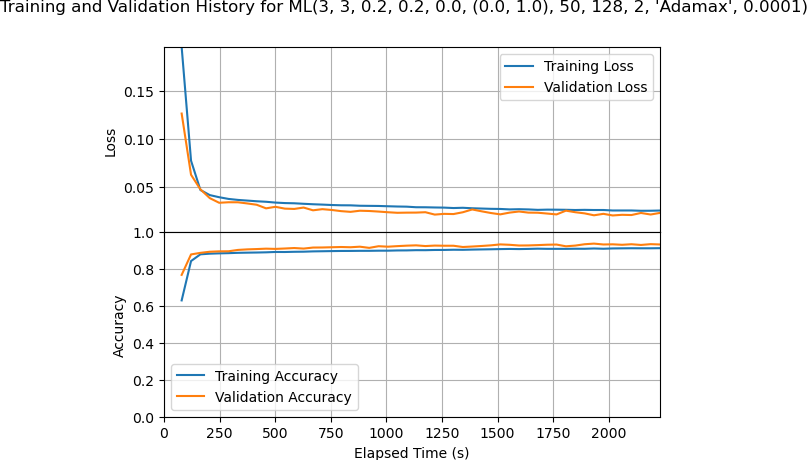 Training and Validation History for ML(3, 3, 0.2, 0.2, 0.0, (0.0, 1.0), 50, 128, 2, 'Adamax', 0.0001)
0.15
0.10
0.05
Loss
Training Loss
Validation Loss
1.0
0.8
0.6
0.4
0.2
0.0
Accuracy
Training Accuracy
Validation Accuracy
0 250 500 750 1000 1250 1500 1750 2000
Elapsed Time (s)